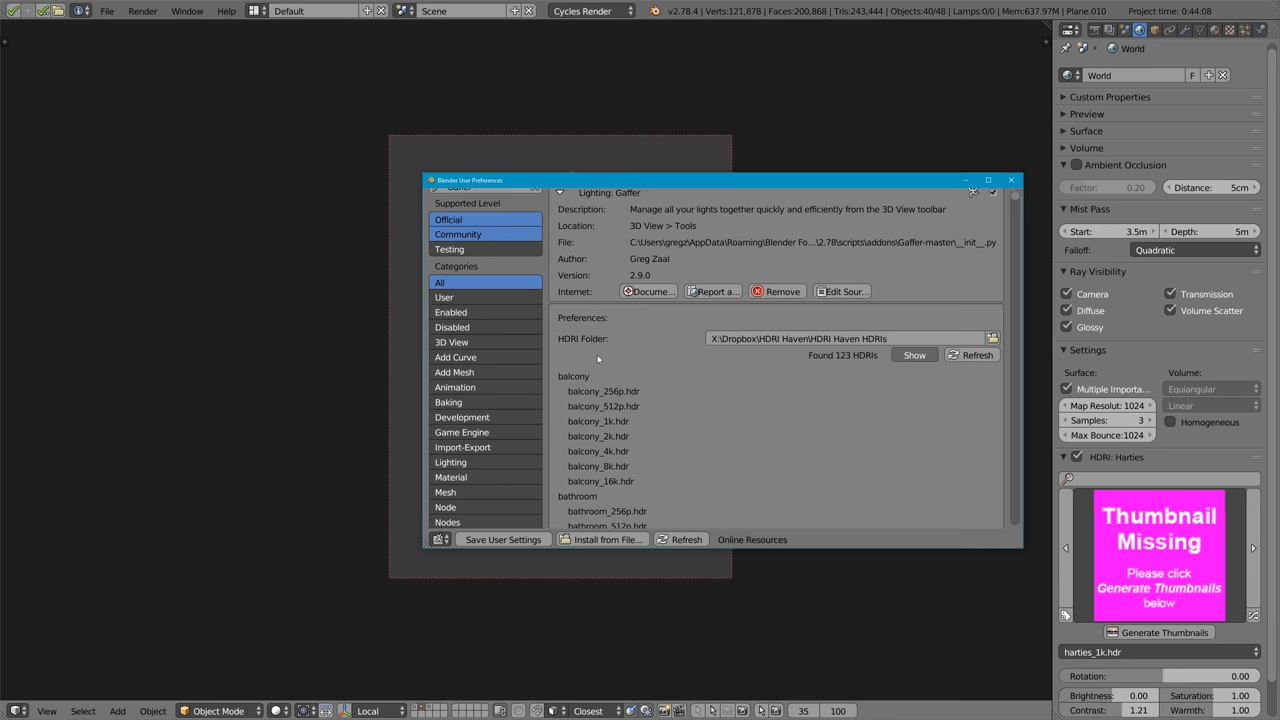 File
Render
Window
Help
Default
Scene
Cycles Render
v2.78.4 | Verts:121,878 | Faces:200,868 | Tris:243,444 | Objects:40/48 | Lamps:0/0 | Mem:637.97M | Plane.010
Project time: 0:44:08
World
World
F
Custom Properties
Preview
Surface
Volume
Ambient Occlusion
Factor: 0.20
Distance: 5cm
Mist Pass
Start: 3.5m
Depth: 5m
Falloff:
Quadratic
Ray Visibility
Camera
Transmission
Diffuse
Volume Scatter
Glossy
Settings
Surface:
Volume:
Multiple Importa...
Equiangular
Map Resolut: 1024
Linear
Samples: 3
Homogeneous
Max Bounce:1024
HDRI: Harties
Thumbnail
Missing
Please click
Generate Thumbnails
below
Generate Thumbnails
harties_1k.hdr
Rotation: 0.00
Brightness: 0.00
Saturation: 1.00
Contrast: 1.21
Warmth: 1.00
Blender User Preferences
Supported Level
Official
Community
Testing
Categories
All
User
Enabled
Disabled
3D View
Add Curve
Add Mesh
Animation
Baking
Development
Game Engine
Import-Export
Lighting
Material
Mesh
Node
Nodes
Lighting: Gaffer
Description: Manage all your lights together quickly and efficiently from the 3D View toolbar
Location: 3D View > Tools
File: C:\Users\gregz\AppData\Roaming\Blender Fo...\2.78\scripts\addons\Gaffer-master\__init__.py
Author: Greg Zaal
Version: 2.9.0
Internet:
Docume...
Report a...
Remove
Edit Sour...
Preferences:
HDRI Folder: X:\Dropbox\HDRI Haven\HDRI Haven HDRIs
Found 123 HDRIs
Show
Refresh
balcony
balcony_256p.hdr
balcony_512p.hdr
balcony_1k.hdr
balcony_2k.hdr
balcony_4k.hdr
balcony_8k.hdr
balcony_16k.hdr
bathroom
bathroom_256p.hdr
bathroom_512p.hdr
Save User Settings
Install from File...
Refresh
Online Resources
View
Select
Add
Object
Object Mode
Local
Closest
35
100